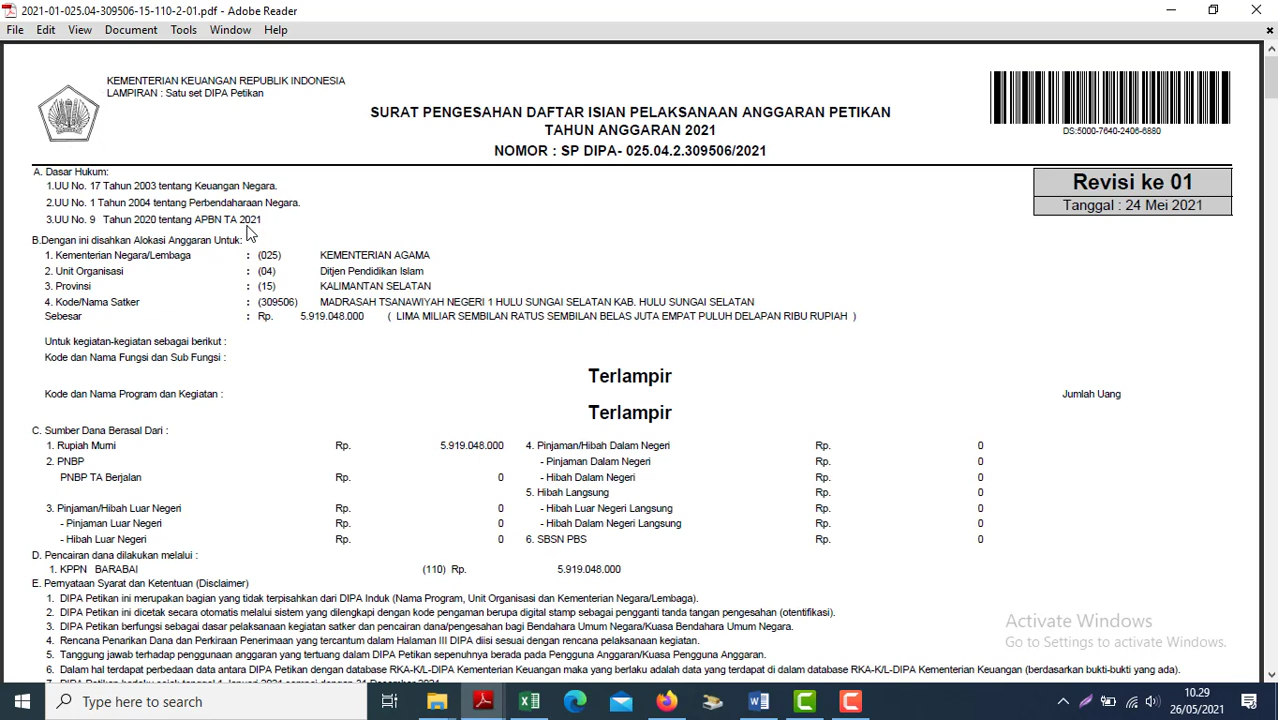 2021-01-025.04-309506-15-110-2-01.pdf - Adobe Reader
File Edit View Document Tools Window Help
KEMENTERIAN KEUANGAN REPUBLIK INDONESIA
LAMPIRAN : Satu set DIPA Petikan
SURAT PENGESAHAN DAFTAR ISIAN PELAKSANAAN ANGGARAN PETIKAN
TAHUN ANGGARAN 2021
NOMOR : SP DIPA- 025.04.2.309506/2021
DS:5000-7640-2406-6880
Revisi ke 01
Tanggal : 24 Mei 2021
A. Dasar Hukum:
1.UU No. 17 Tahun 2003 tentang Keuangan Negara.
2.UU No. 1 Tahun 2004 tentang Perbendaharaan Negara.
3.UU No. 9 Tahun 2020 tentang APBN TA 2021
B.Dengan ini disahkan Alokasi Anggaran Untuk:
1. Kementerian Negara/Lembaga : (025) KEMENTERIAN AGAMA
2. Unit Organisasi : (04) Ditjen Pendidikan Islam
3. Provinsi : (15) KALIMANTAN SELATAN
4. Kode/Nama Satker : (309506) MADRASAH TSANAWIYAH NEGERI 1 HULU SUNGAI SELATAN KAB. HULU SUNGAI SELATAN
Sebesar : Rp. 5.919.048.000 ( LIMA MILIAR SEMBILAN RATUS SEMBILAN BELAS JUTA EMPAT PULUH DELAPAN RIBU RUPIAH )
Untuk kegiatan-kegiatan sebagai berikut :
Kode dan Nama Fungsi dan Sub Fungsi :
Terlampir
Kode dan Nama Program dan Kegiatan : Jumlah Uang
Terlampir
C. Sumber Dana Berasal Dari :
1. Rupiah Murni Rp. 5.919.048.000 4. Pinjaman/Hibah Dalam Negeri Rp. 0
2. PNBP - Pinjaman Dalam Negeri Rp. 0
PNBP TA Berjalan Rp. 0 - Hibah Dalam Negeri Rp. 0
5. Hibah Langsung Rp. 0
3. Pinjaman/Hibah Luar Negeri Rp. 0 - Hibah Luar Negeri Langsung Rp. 0
- Pinjaman Luar Negeri Rp. 0 - Hibah Dalam Negeri Langsung Rp. 0
- Hibah Luar Negeri Rp. 0 6. SBSN PBS Rp. 0
D. Pencairan dana dilakukan melalui :
1. KPPN BARABAI (110) Rp. 5.919.048.000
E. Pernyataan Syarat dan Ketentuan (Disclaimer)
1. DIPA Petikan ini merupakan bagian yang tidak terpisahkan dari DIPA Induk (Nama Program, Unit Organisasi dan Kementerian Negara/Lembaga).
2. DIPA Petikan ini dicetak secara otomatis melalui sistem yang dilengkapi dengan kode pengaman berupa digital stamp sebagai pengganti tanda tangan pengesahan (otentifikasi).
3. DIPA Petikan berfungsi sebagai dasar pelaksanaan kegiatan satker dan pencairan dana/pengesahan bagi Bendahara Umum Negara/Kuasa Bendahara Umum Negara.
4. Rencana Penarikan Dana dan Perkiraan Penerimaan yang tercantum dalam Halaman III DIPA diisi sesuai dengan rencana pelaksanaan kegiatan.
5. Tanggung jawab terhadap penggunaan anggaran yang tertuang dalam DIPA Petikan sepenuhnya berada pada Pengguna Anggaran/Kuasa Pengguna Anggaran.
6. Dalam hal terdapat perbedaan data antara DIPA Petikan dengan database RKA-K/L-DIPA Kementerian Keuangan maka yang berlaku adalah data yang terdapat di dalam database RKA-K/L-DIPA Kementerian Keuangan (berdasarkan bukti-bukti yang ada).
Activate Windows
Go to Settings to activate Windows.
Type here to search
10.29
26/05/2021